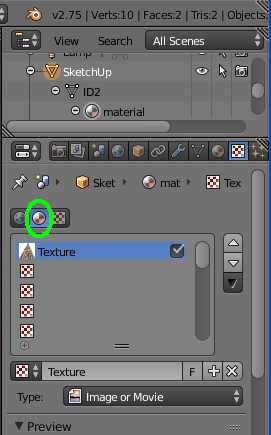 v2.75 | Verts:10 | Faces:2 | Tris:2 | Objects:
View Search All Scenes
Lamp
SketchUp
ID2
material
Sket mat Tex
Texture
Texture F
Type: Image or Movie
Preview